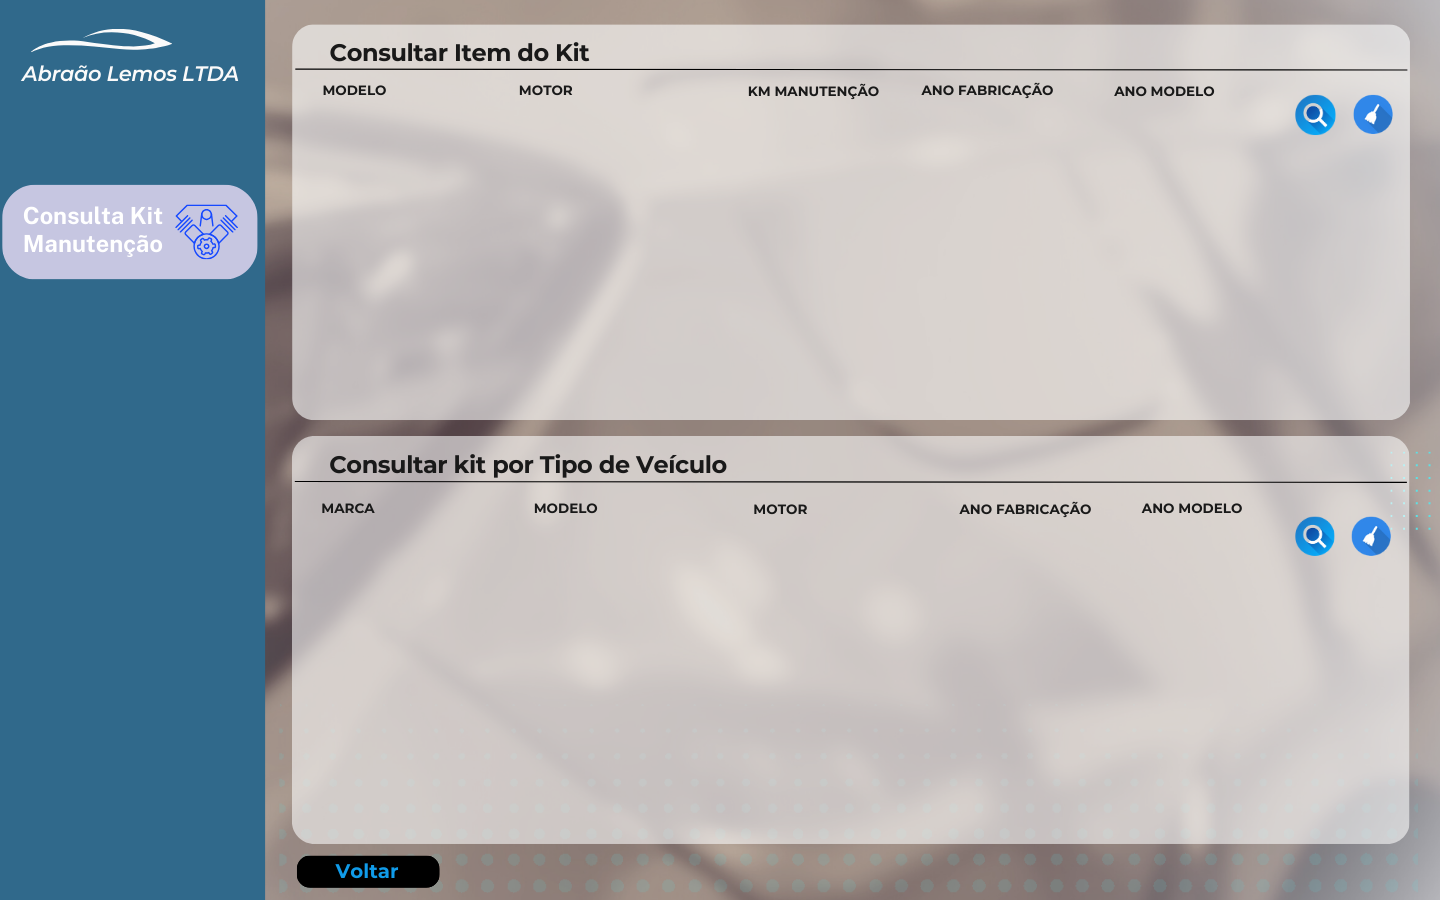 Abraão Lemos LTDA
Consulta Kit
Manutenção
Consultar Item do Kit
MODELO MOTOR KM MANUTENÇÃO ANO FABRICAÇÃO ANO MODELO
Consultar kit por Tipo de Veículo
MARCA MODELO MOTOR ANO FABRICAÇÃO ANO MODELO
Voltar